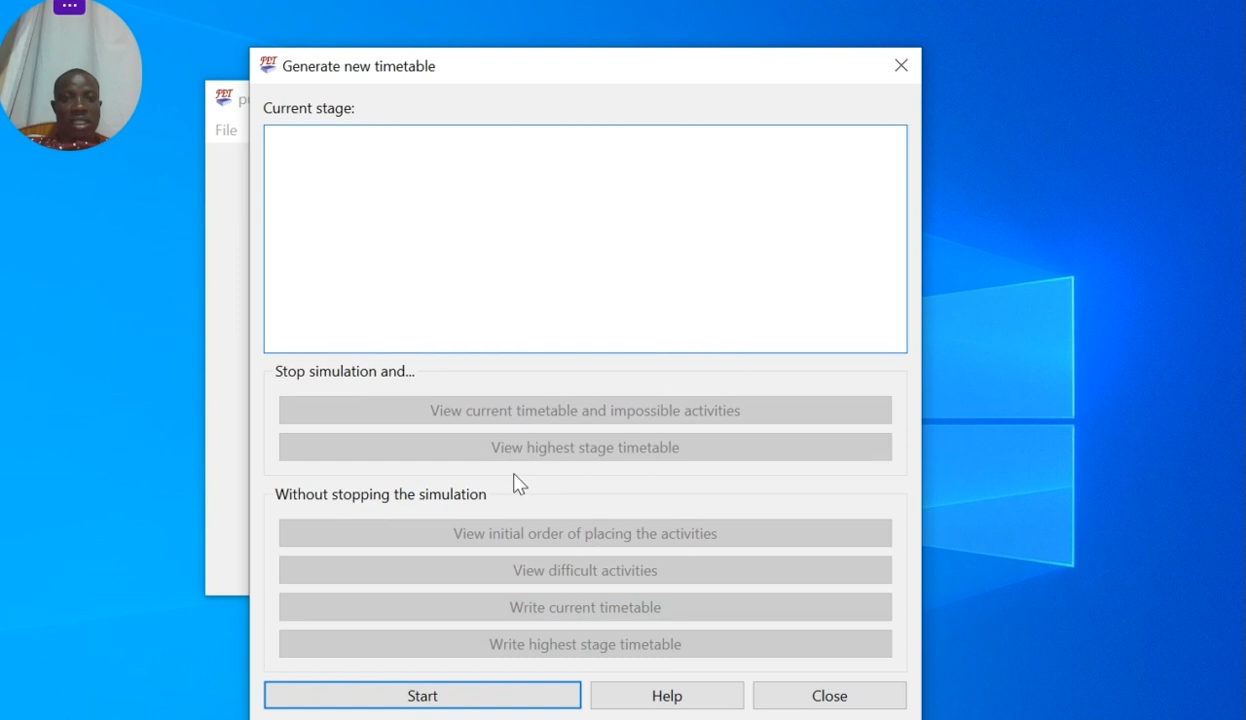 PET Generate new timetable
Current stage:
PET
File
Stop simulation and...
View current timetable and impossible activities
View highest stage timetable
Without stopping the simulation
View initial order of placing the activities
View difficult activities
Write current timetable
Write highest stage timetable
Start Help Close